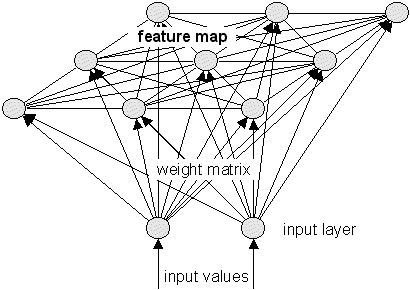 feature map
weight matrix
input layer
input values